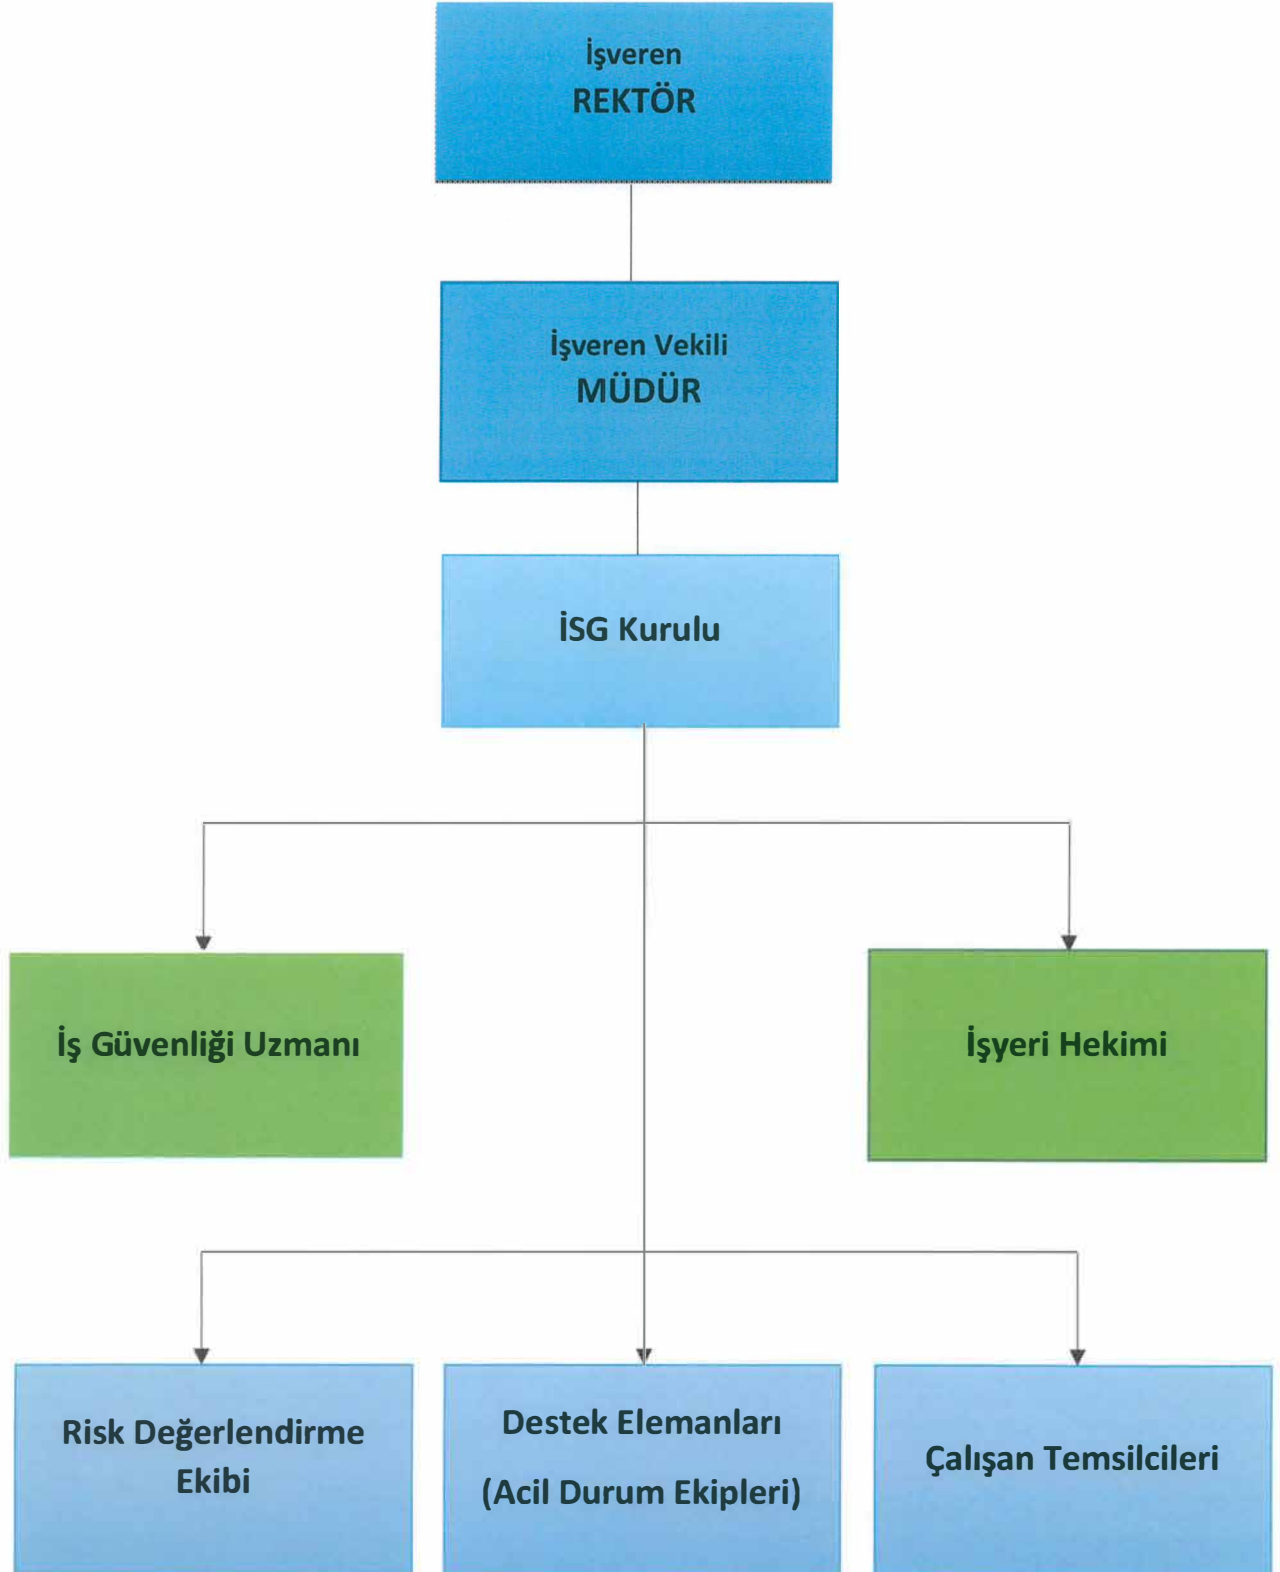 İşveren
REKTÖR
İşveren Vekili
MÜDÜR
İSG Kurulu
İş Güvenliği Uzmanı
İşyeri Hekimi
Risk Değerlendirme
Ekibi
Destek Elemanları
(Acil Durum Ekipleri)
Çalışan Temsilcileri